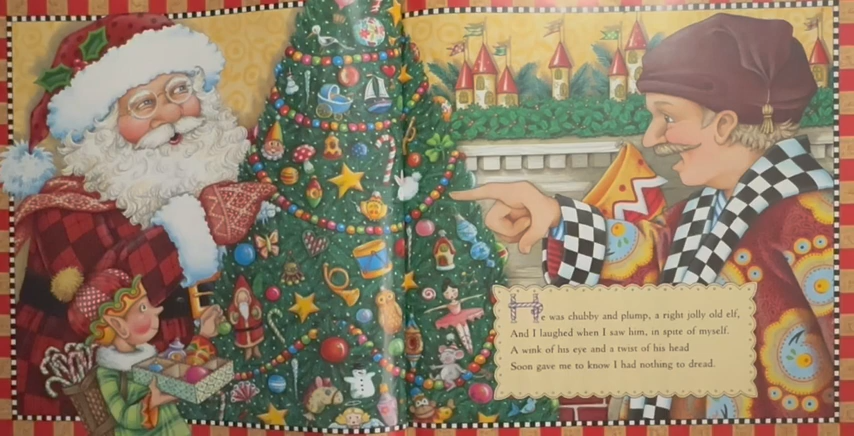 He was chubby and plump, a right jolly old elf,
And I laughed when I saw him, in spite of myself.
A wink of his eye and a twist of his head
Soon gave me to know I had nothing to dread.